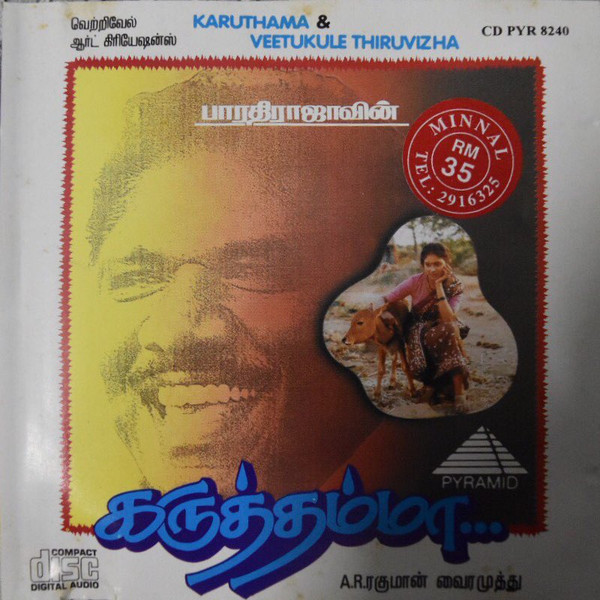 வெற்றிவேல்
ஆர்ட் கிரியேஷன்ஸ்
KARUTHAMA &
VEETUKULE THIRUVIZHA
CD PYR 8240
பாரதிராஜாவின்
MINNAL
RM
35
TEL: 2916325
PYRAMID
கருத்தம்மா...
COMPACT
disc
DIGITAL AUDIO
A.R.ரகுமான் வைரமுத்து